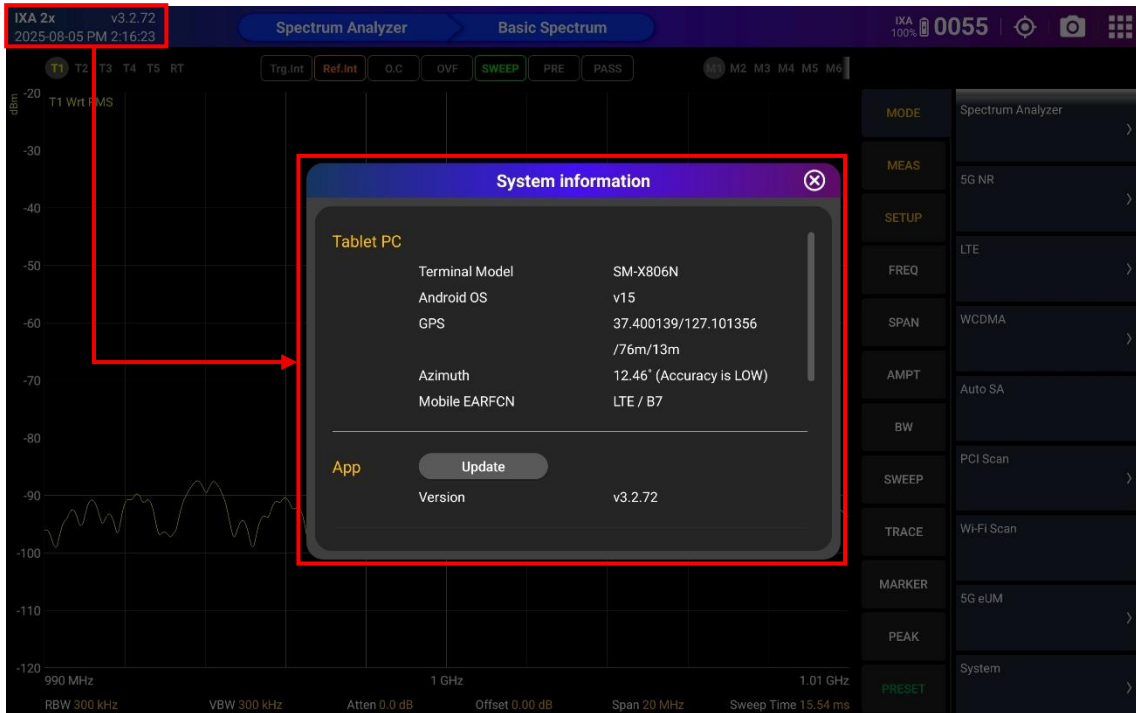 IXA 2x v3.2.72
2025-08-05 PM 2:16:23
Spectrum Analyzer
Basic Spectrum
IXA
100%
0055
T1 T2 T3 T4 T5 RT
Trg.Int Ref.Int O.C OVF SWEEP PRE PASS
M1 M2 M3 M4 M5 M6
dBm
T1 Wrt RMS
-20
-30
-40
-50
-60
-70
-80
-90
-100
-110
-120
990 MHz
1 GHz
1.01 GHz
RBW 300 kHz
VBW 300 kHz
Atten 0.0 dB
Offset 0.00 dB
Span 20 MHz
Sweep Time 15.54 ms
System information
Tablet PC
Terminal Model SM-X806N
Android OS v15
GPS 37.400139/127.101356
/76m/13m
Azimuth 12.46˚ (Accuracy is LOW)
Mobile EARFCN LTE / B7
App Update
Version v3.2.72
MODE
MEAS
SETUP
FREQ
SPAN
AMPT
BW
SWEEP
TRACE
MARKER
PEAK
PRESET
Spectrum Analyzer
5G NR
LTE
WCDMA
Auto SA
PCI Scan
Wi-Fi Scan
5G eUM
System